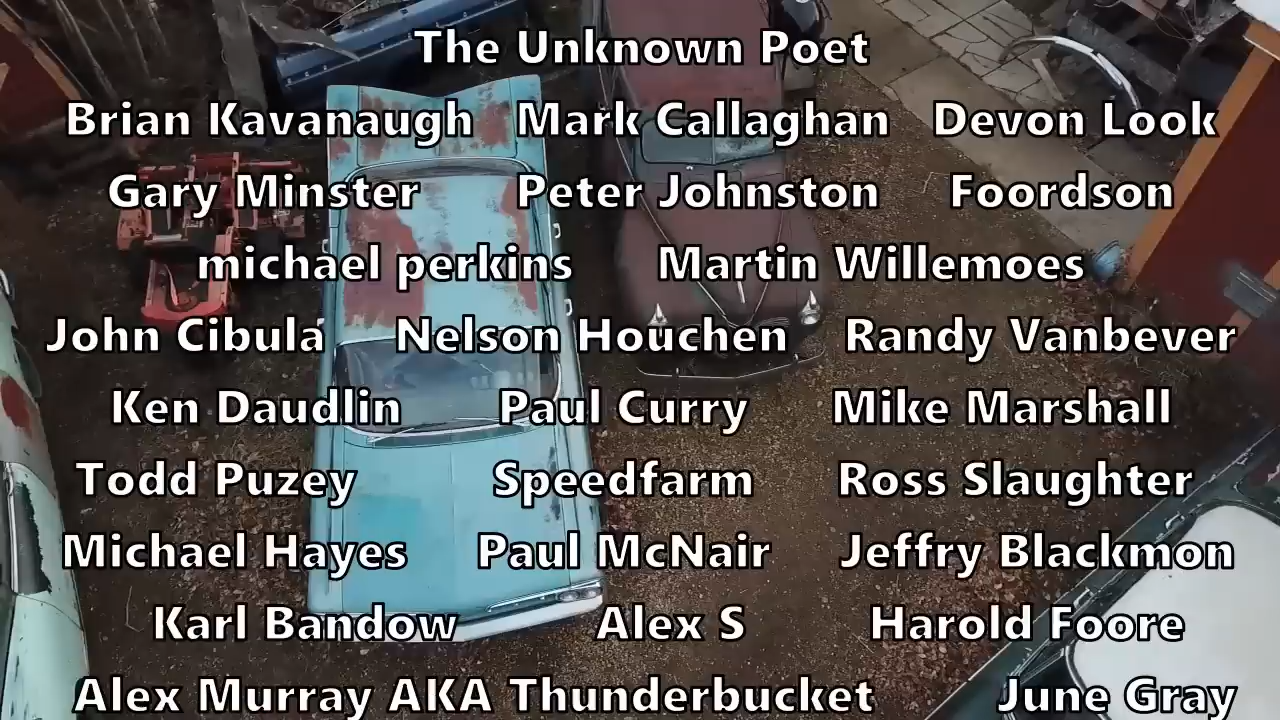 The Unknown Poet
Brian Kavanaugh Mark Callaghan Devon Look
Gary Minster Peter Johnston Foordson
michael perkins Martin Willemoes
John Cibula Nelson Houchen Randy Vanbever
Ken Daudlin Paul Curry Mike Marshall
Todd Puzey Speedfarm Ross Slaughter
Michael Hayes Paul McNair Jeffry Blackmon
Karl Bandow Alex S Harold Foore
Alex Murray AKA Thunderbucket June Gray